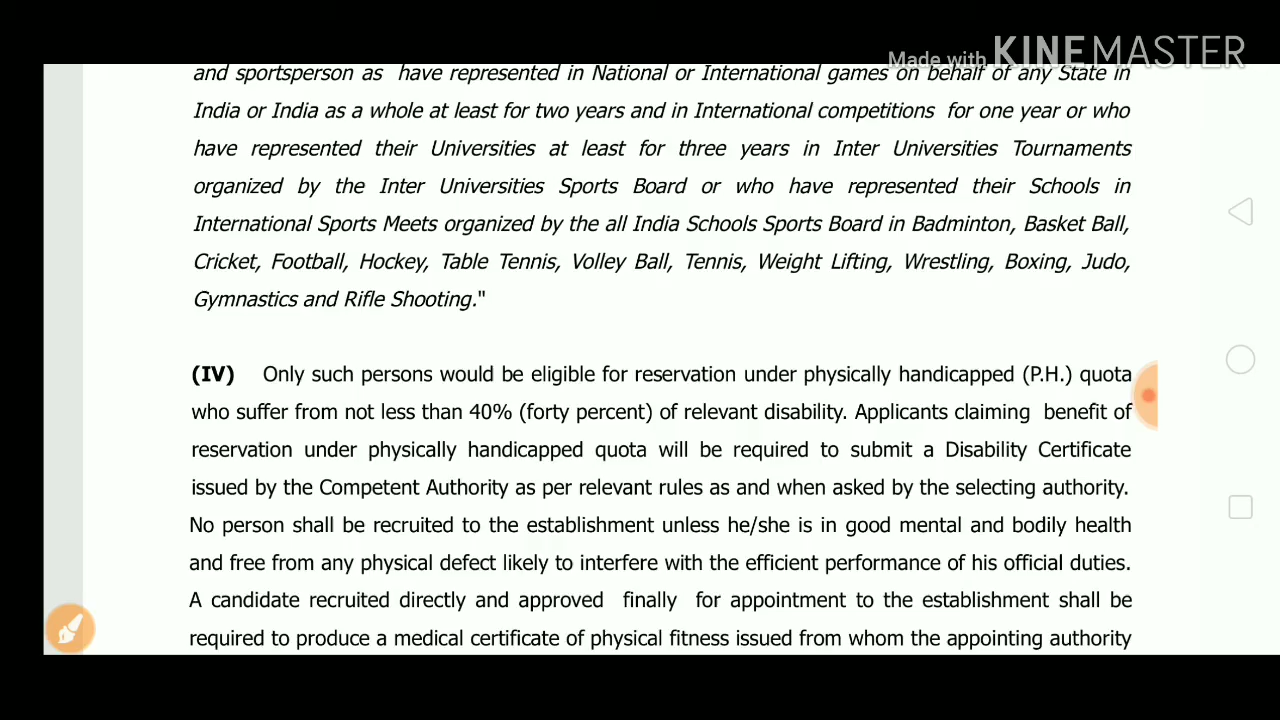 Made with KINEMASTER
and sportsperson as have represented in National or International games on behalf of any State in
India or India as a whole at least for two years and in International competitions for one year or who
have represented their Universities at least for three years in Inter Universities Tournaments
organized by the Inter Universities Sports Board or who have represented their Schools in
International Sports Meets organized by the all India Schools Sports Board in Badminton, Basket Ball,
Cricket, Football, Hockey, Table Tennis, Volley Ball, Tennis, Weight Lifting, Wrestling, Boxing, Judo,
Gymnastics and Rifle Shooting."
(IV) Only such persons would be eligible for reservation under physically handicapped (P.H.) quota
who suffer from not less than 40% (forty percent) of relevant disability. Applicants claiming benefit of
reservation under physically handicapped quota will be required to submit a Disability Certificate
issued by the Competent Authority as per relevant rules as and when asked by the selecting authority.
No person shall be recruited to the establishment unless he/she is in good mental and bodily health
and free from any physical defect likely to interfere with the efficient performance of his official duties.
A candidate recruited directly and approved finally for appointment to the establishment shall be
required to produce a medical certificate of physical fitness issued from whom the appointing authority